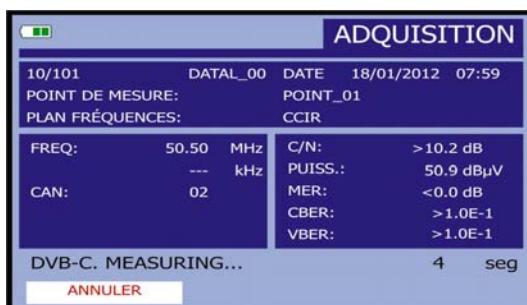 ADQUISITION
10/101 DATAL_00 DATE 18/01/2012 07:59
POINT DE MESURE: POINT_01
PLAN FRÉQUENCES: CCIR
FREQ: 50.50 MHz
--- kHz
CAN: 02
C/N: >10.2 dB
PUISS.: 50.9 dBµV
MER: <0.0 dB
CBER: >1.0E-1
VBER: >1.0E-1
DVB-C. MEASURING... 4 seg
ANNULER